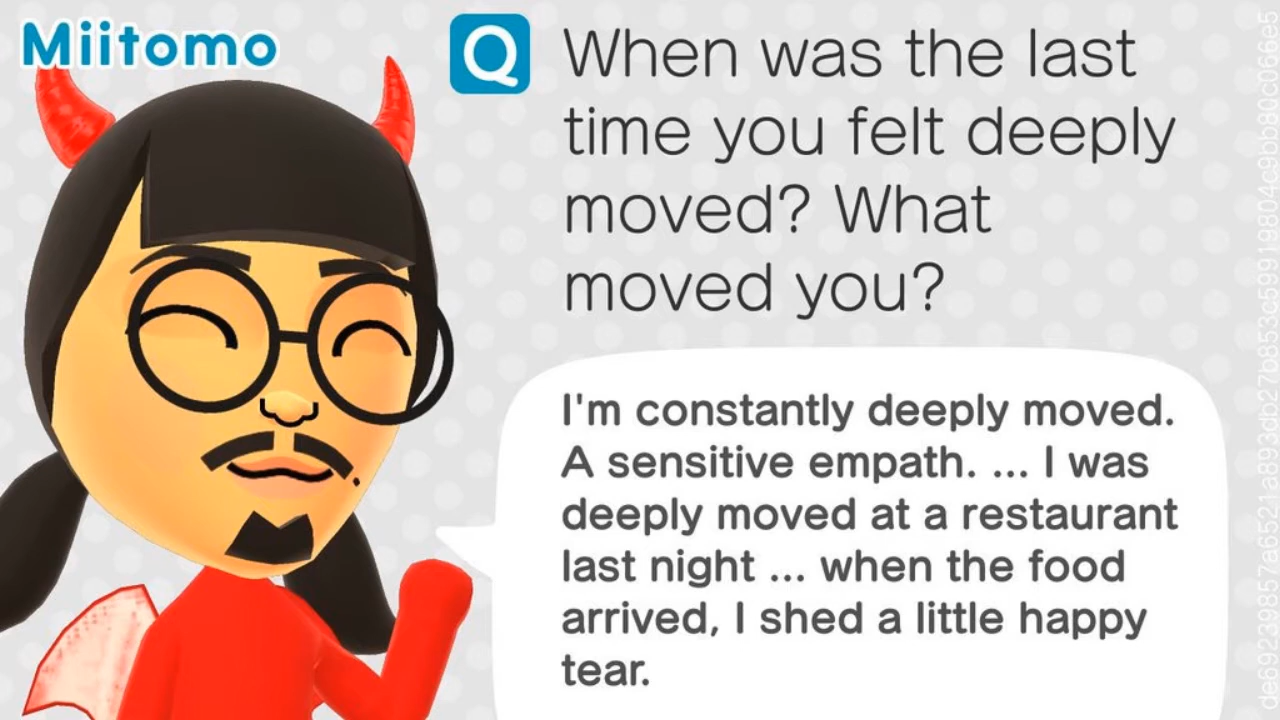 Miitomo
Q When was the last
time you felt deeply
moved? What
moved you?
I'm constantly deeply moved.
A sensitive empath. ... I was
deeply moved at a restaurant
last night ... when the food
arrived, I shed a little happy
tear.